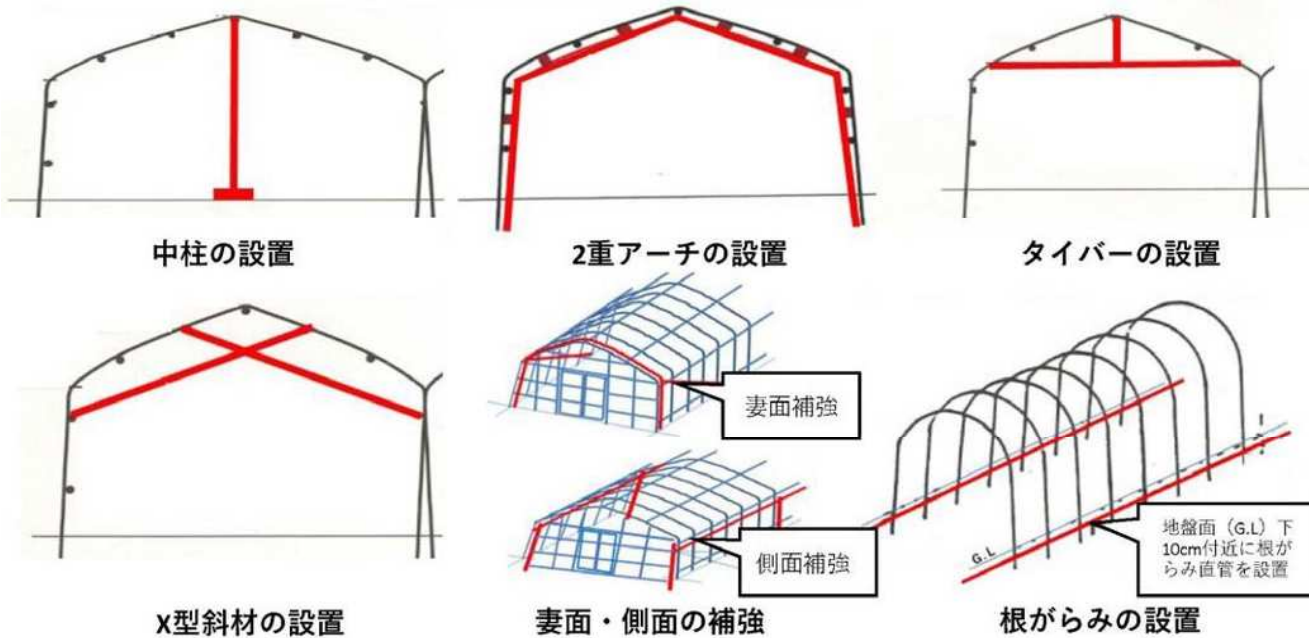 中柱の設置
2重アーチの設置
タイバーの設置
妻面補強
側面補強
G.L
地盤面（G.L）下
10cm付近に根が
らみ直管を設置
X型斜材の設置
妻面・側面の補強
根がらみの設置